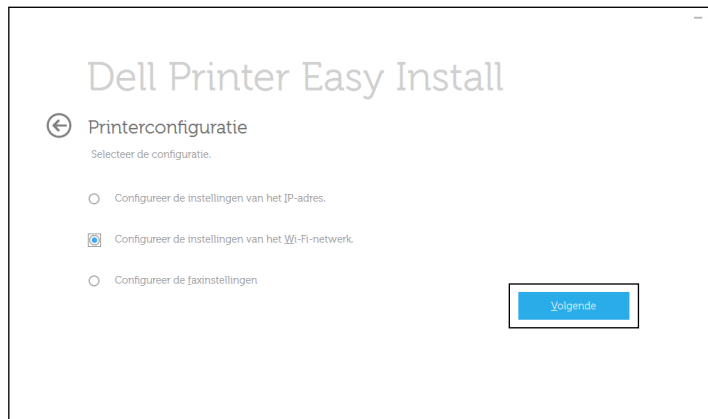 Dell Printer Easy Install
Printerconfiguratie
Selecteer de configuratie.
Configureer de instellingen van het IP-adres.
Configureer de instellingen van het Wi-Fi-netwerk.
Configureer de faxinstellingen
Volgende